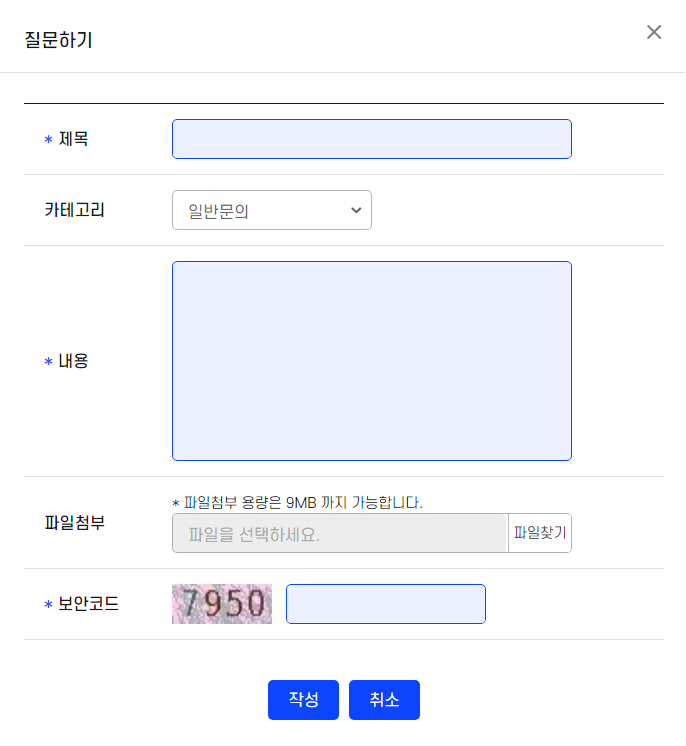 질문하기
* 제목
카테고리
일반문의
* 내용
* 파일첨부 용량은 9MB 까지 가능합니다.
파일첨부
파일을 선택하세요.
파일찾기
* 보안코드
7950
작성
취소